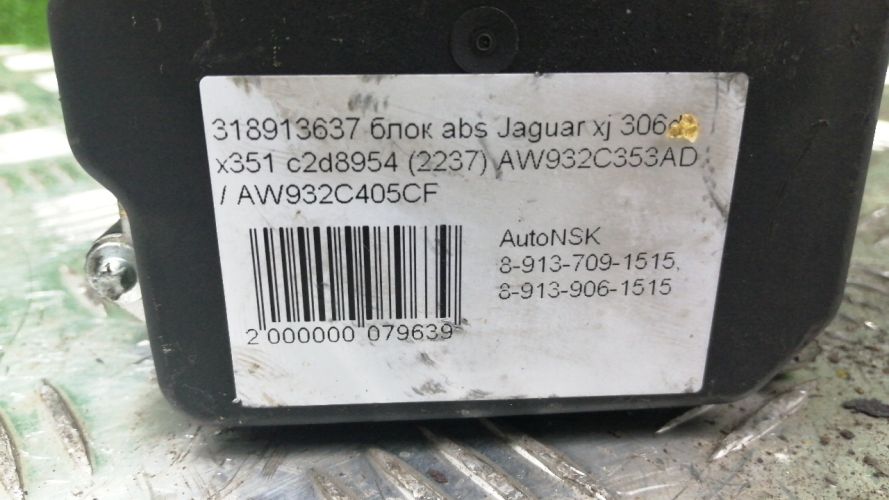 318913637 блок abs Jaguar xj 306d
x351 c2d8954 (2237) AW932C353AD
/ AW932C405CF
AutoNSK
8-913-709-1515,
8-913-906-1515
2 000000 079639